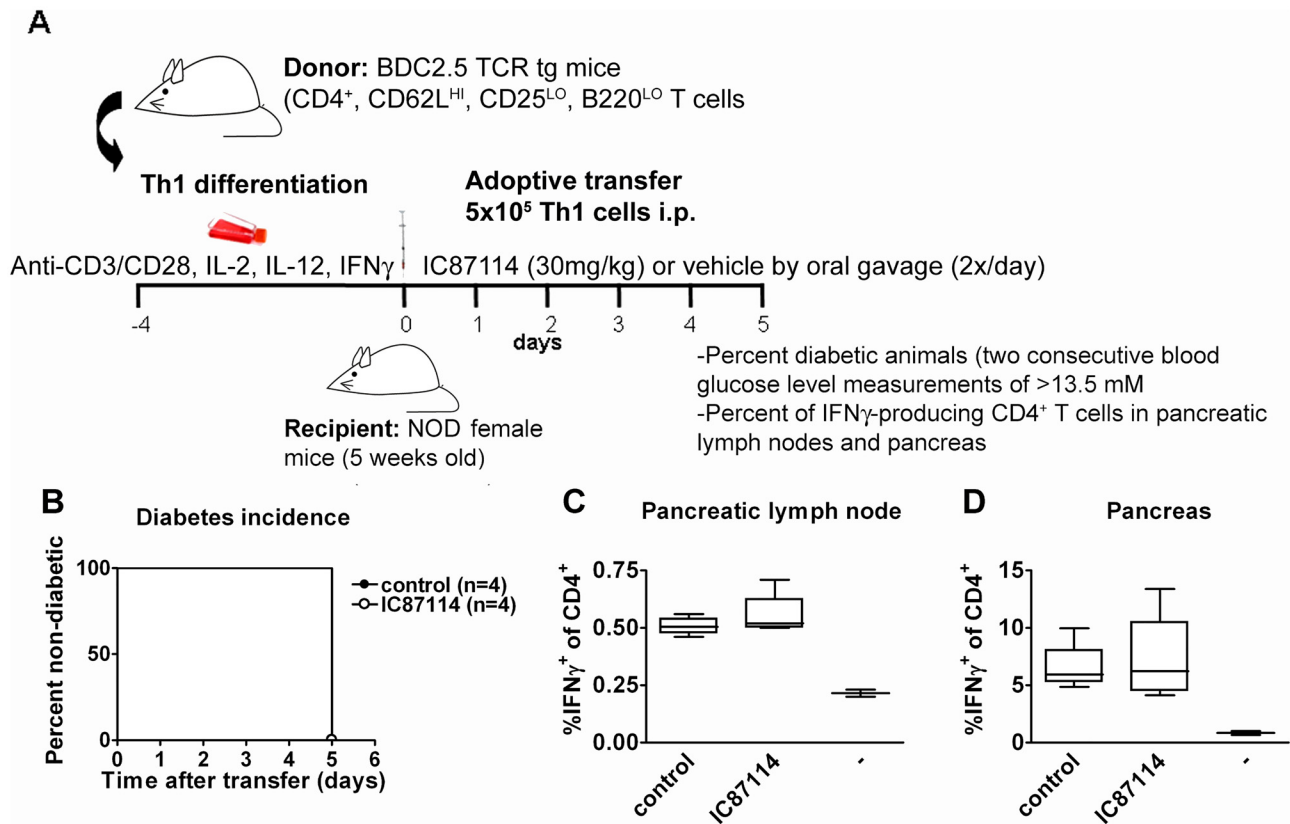 A
Donor: BDC2.5 TCR tg mice
(CD4⁺, CD62Lᴴᴵ, CD25ᴸᴼ, B220ᴸᴼ T cells
Th1 differentiation
Adoptive transfer
5x10⁵ Th1 cells i.p.
Anti-CD3/CD28, IL-2, IL-12, IFNγ
IC87114 (30mg/kg) or vehicle by oral gavage (2x/day)
-4 0 1 2 3 4 5
days
Recipient: NOD female
mice (5 weeks old)
-Percent diabetic animals (two consecutive blood
glucose level measurements of >13.5 mM
-Percent of IFNγ-producing CD4⁺ T cells in pancreatic
lymph nodes and pancreas
B
Diabetes incidence
Percent non-diabetic
100
50
0
0 1 2 3 4 5 6
Time after transfer (days)
control (n=4)
IC87114 (n=4)
C
Pancreatic lymph node
%IFNγ⁺ of CD4⁺
0.75
0.50
0.25
0.00
control
IC87114
-
D
Pancreas
%IFNγ⁺ of CD4⁺
15
10
5
0
control
IC87114
-